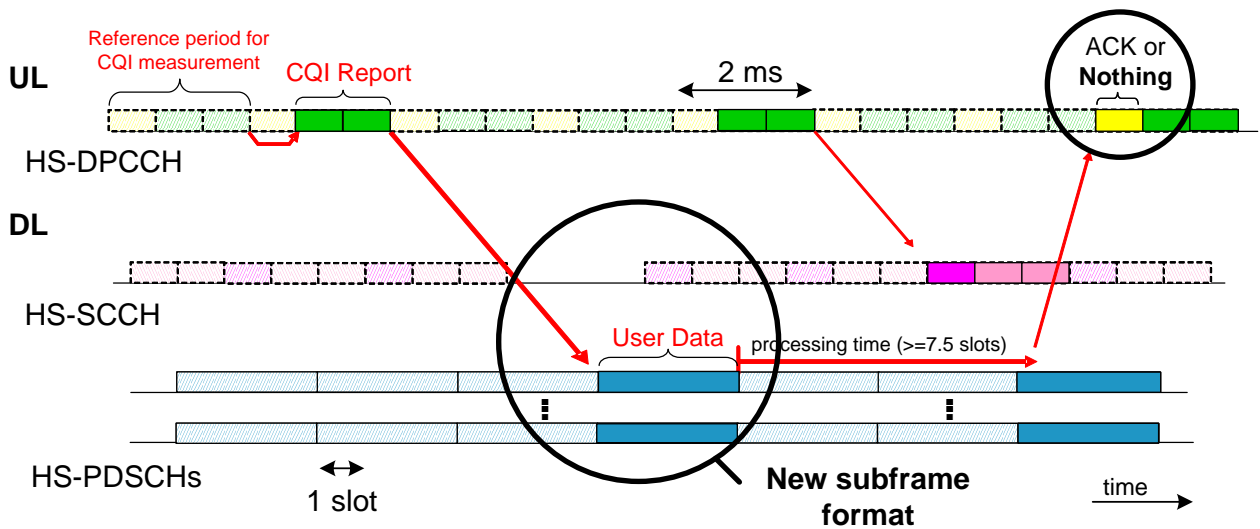 Reference period for
CQI measurement
UL
CQI Report
2 ms
ACK or
Nothing
HS-DPCCH
DL
HS-SCCH
User Data
processing time (>=7.5 slots)
HS-PDSCHs
1 slot
New subframe
format
time